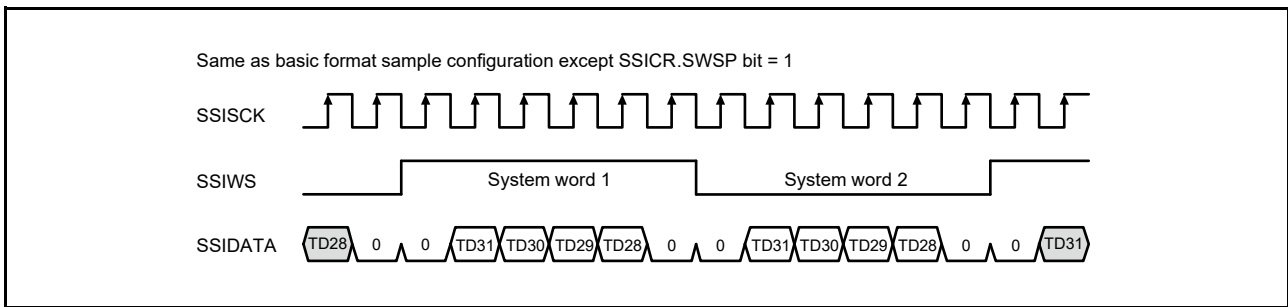 Same as basic format sample configuration except SSICR.SWSP bit = 1
SSISCK
SSIWS System word 1 System word 2
SSIDATA TD28 0 0 TD31 TD30 TD29 TD28 0 0 TD31 TD30 TD29 TD28 0 0 TD31